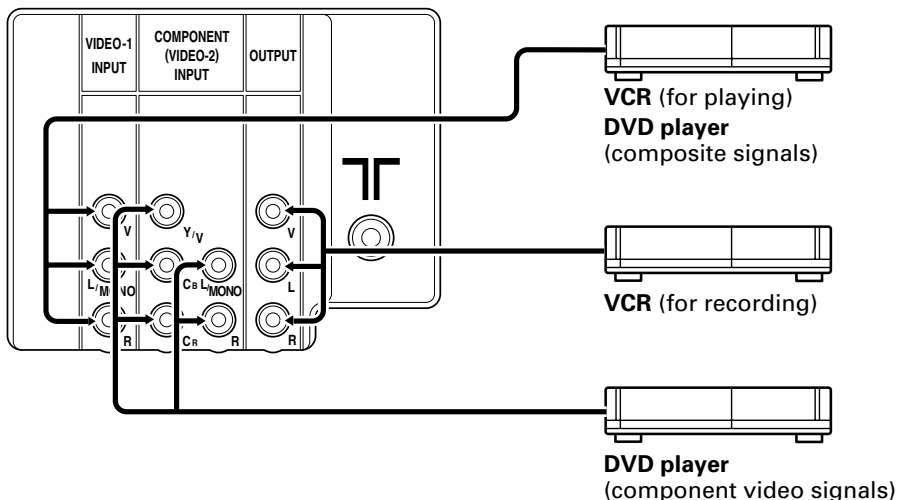 VIDEO-1
INPUT
COMPONENT
(VIDEO-2)
INPUT
OUTPUT
V
Y/V
V
L/MONO
CB
L/MONO
L
R
CR
R
R
VCR (for playing)
DVD player
(composite signals)
VCR (for recording)
DVD player
(component video signals)